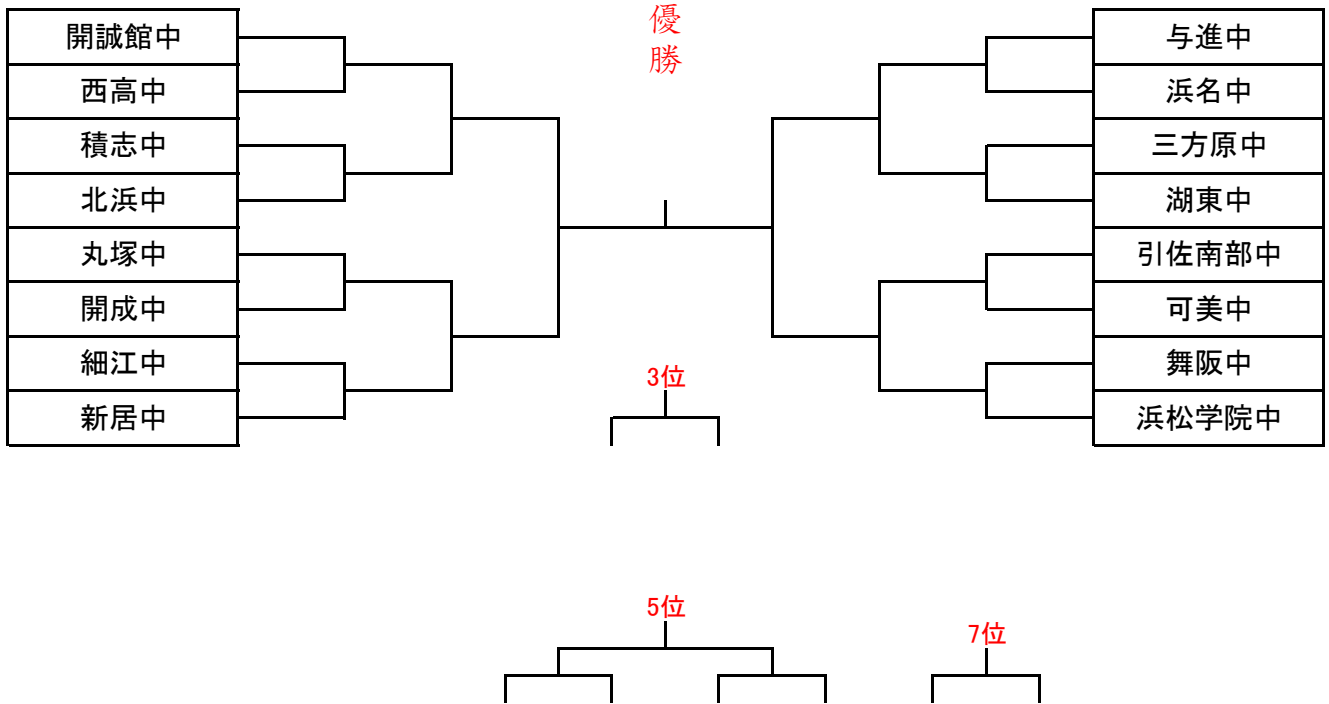 優
勝
開誠館中
西高中
積志中
北浜中
丸塚中
開成中
細江中
新居中
与進中
浜名中
三方原中
湖東中
引佐南部中
可美中
舞阪中
浜松学院中
3位
5位
7位